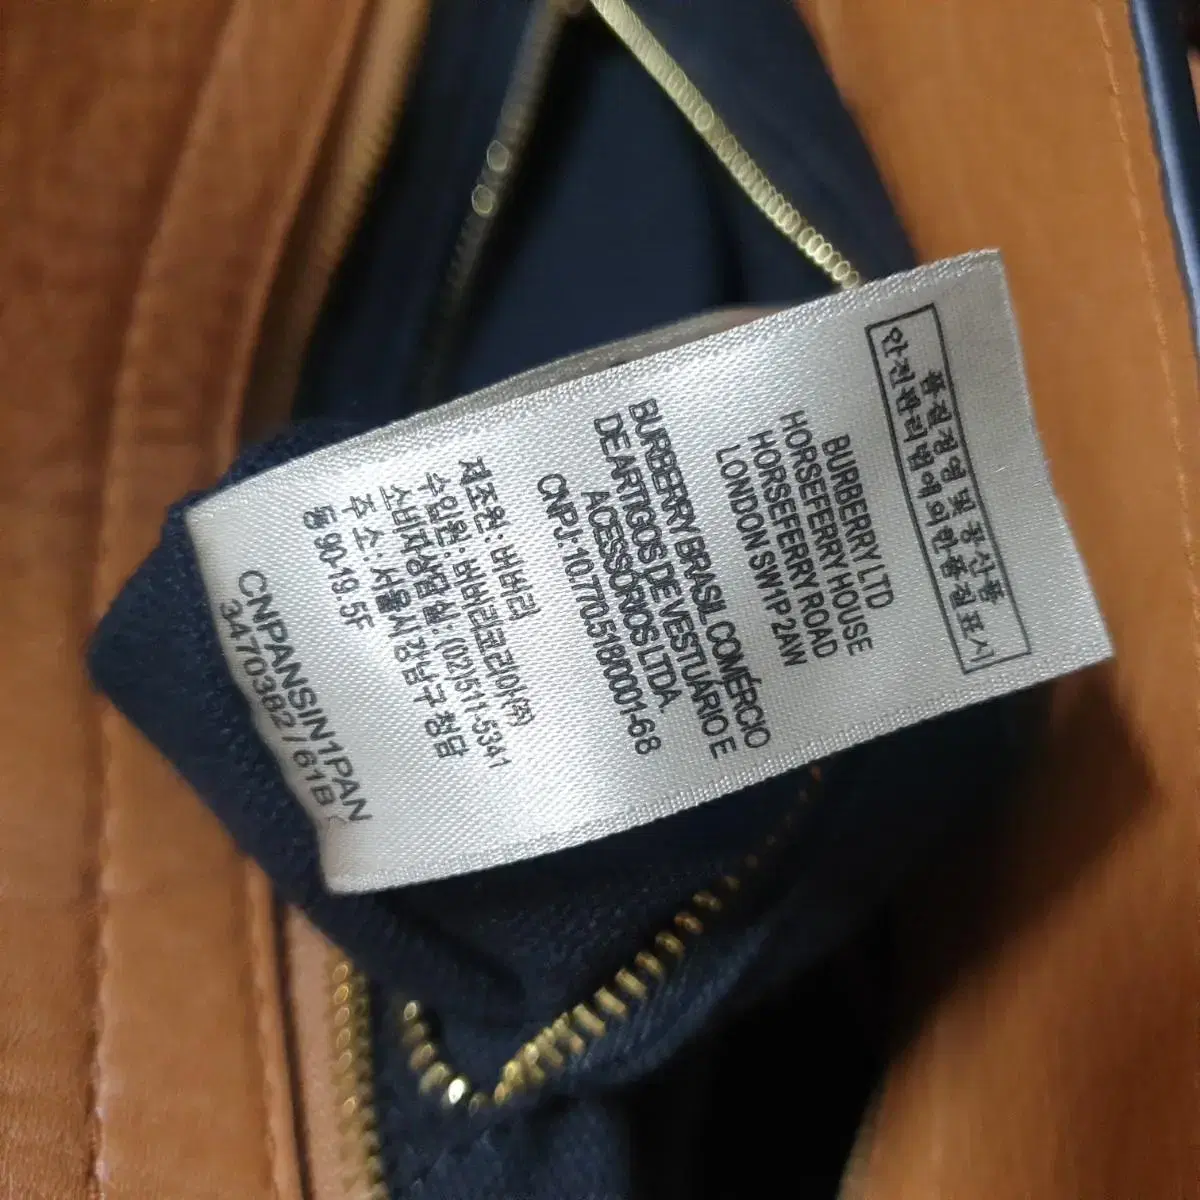 품질경영 및 공산품
안전관리법에 의한 품질표시
BURBERRY LTD
HORSEFERRY HOUSE
HORSEFERRY ROAD
LONDON SW1P 2AW
BURBERRY BRASIL COMÉRCIO
DE ARTIGOS DE VESTUÁRIO E
ACESSÓRIOS LTDA.
CNPJ: 10.770.518/0001-68
제조원: 버버리
수입원: 버버리코리아(주)
소비자상담실: (02)511-5341
주 소: 서울시 강남구 청담
동 90-19. 5F
CNPANSIN1PAN
3470382 / 61B